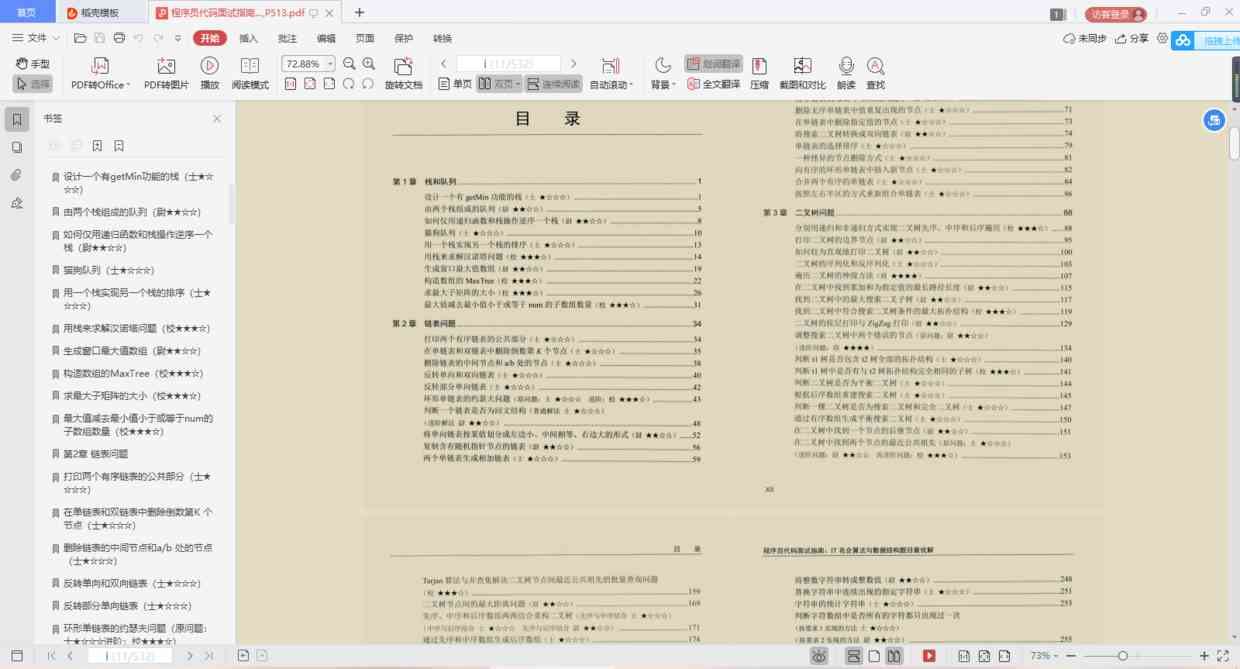 首页
稻壳模板
程序员代码面试指南..._P513.pdf
1
访客登录
文件
开始
插入
批注
编辑
页面
保护
转换
未同步
分享
拖拽上传
手型
选择
PDF转Office
PDF转图片
播放
阅读模式
72.88%
旋转文档
i (11/532)
单页
双页
连续阅读
自动滚动
背景
划词翻译
全文翻译
压缩
截图和对比
朗读
查找
书签
设计一个有getMin功能的栈（士★☆
☆☆）
由两个栈组成的队列（尉★★☆☆）
如何仅用递归函数和栈操作逆序一个
栈（尉★★☆☆）
猫狗队列（士★☆☆☆）
用一个栈实现另一个栈的排序（士★
☆☆☆）
用栈来求解汉诺塔问题（校★★★☆）
生成窗口最大值数组（尉★★☆☆）
构造数组的MaxTree（校★★★☆）
求最大子矩阵的大小（校★★★☆）
最大值减去最小值小于或等于num的
子数组数量（校★★★☆）
第2章 链表问题
打印两个有序链表的公共部分（士★
☆☆☆）
在单链表和双链表中删除倒数第K 个
节点（士★☆☆☆）
删除链表的中间节点和a/b 处的节点
（士★☆☆☆）
反转单向和双向链表（士★☆☆☆）
反转部分单向链表（士★☆☆☆）
环形单链表的约瑟夫问题（原问题：
士★☆☆☆进阶：校★★★☆）
目 录
第 1 章 栈和队列 1
设计一个有 getMin 功能的栈（士 ★☆☆☆） 1
由两个栈组成的队列（尉 ★★☆☆） 5
如何仅用递归函数和栈操作逆序一个栈（尉 ★★☆☆） 8
猫狗队列（士 ★☆☆☆） 10
用一个栈实现另一个栈的排序（士 ★☆☆☆） 13
用栈来求解汉诺塔问题（校 ★★★☆） 14
生成窗口最大值数组（尉 ★★☆☆） 19
构造数组的 MaxTree（校 ★★★☆） 22
求最大子矩阵的大小（校 ★★★☆） 26
最大值减去最小值小于或等于 num 的子数组数量（校 ★★★☆） 31
第 2 章 链表问题 34
打印两个有序链表的公共部分（士 ★☆☆☆） 34
在单链表和双链表中删除倒数第 K 个节点（士 ★☆☆☆） 35
删除链表的中间节点和 a/b 处的节点（士 ★☆☆☆） 38
反转单向和双向链表（士 ★☆☆☆） 40
反转部分单向链表（士 ★☆☆☆） 42
环形单链表的约瑟夫问题（原问题：士 ★☆☆☆ 进阶：校 ★★★☆） 43
判断一个链表是否为回文结构（普通解法 士 ★☆☆☆）
（进阶解法 尉 ★★☆☆） 48
将单向链表按某值划分成左边小、中间相等、右边大的形式（尉 ★★☆☆） 52
复制含有随机指针节点的链表（尉 ★★☆☆） 56
两个单链表生成相加链表（士 ★☆☆☆） 59
删除无序单链表中值重复出现的节点（士 ★☆☆☆） 71
在单链表中删除指定值的节点（士 ★☆☆☆） 73
将搜索二叉树转换成双向链表（尉 ★★☆☆） 74
单链表的选择排序（士 ★☆☆☆） 79
一种怪异的节点删除方式（士 ★☆☆☆） 81
向有序的环形单链表中插入新节点（士 ★☆☆☆） 82
合并两个有序的单链表（士 ★☆☆☆） 84
按照左右半区的方式重新组合单链表（士 ★☆☆☆） 86
第 3 章 二叉树问题 88
分别用递归和非递归方式实现二叉树先序、中序和后序遍历（校 ★★★☆） 88
打印二叉树的边界节点（尉 ★★☆☆） 95
如何较为直观地打印二叉树（尉 ★★☆☆） 100
二叉树的序列化和反序列化（士 ★☆☆☆） 103
遍历二叉树的神级方法（将 ★★★★） 107
在二叉树中找到累加和为指定值的最长路径长度（尉 ★★☆☆） 115
找到二叉树中的最大搜索二叉子树（尉 ★★☆☆） 117
找到二叉树中符合搜索二叉树条件的最大拓扑结构（校 ★★★☆） 119
二叉树的按层打印与 ZigZag 打印（尉 ★★☆☆） 129
调整搜索二叉树中两个错误的节点（原问题：尉 ★★☆☆）
（进阶问题：将 ★★★★） 134
判断 t1 树是否包含 t2 树全部的拓扑结构（士 ★☆☆☆） 140
判断 t1 树中是否有与 t2 树拓扑结构完全相同的子树（校 ★★★☆） 141
判断二叉树是否为平衡二叉树（士 ★☆☆☆） 144
根据后序数组重建搜索二叉树（士 ★☆☆☆） 145
判断一棵二叉树是否为搜索二叉树和完全二叉树（士 ★☆☆☆） 147
通过有序数组生成平衡搜索二叉树（士 ★☆☆☆） 150
在二叉树中找到一个节点的后继节点（尉 ★★☆☆） 151
在二叉树中找到两个节点的最近公共祖先（原问题：士 ★☆☆☆）
（进阶问题：尉 ★★☆☆ 再进阶问题：校 ★★★☆） 153
XII
目 录
Tarjan 算法与并查集解决二叉树节点间最近公共祖先的批量查询问题
（校 ★★★☆） 159
二叉树节点间的最大距离问题（尉 ★★☆☆） 169
先序、中序和后序数组两两结合重构二叉树（先序与中序结合 士 ★☆☆☆）
（中序与后序结合 士 ★☆☆☆ 先序与后序结合 尉 ★★☆☆） 171
通过先序和中序数组生成后序数组（士 ★☆☆☆） 174
程序员代码面试指南：IT 名企算法与数据结构题目最优解
将整数字符串转成整数值（尉 ★★☆☆） 248
替换字符串中连续出现的指定字符串（士 ★☆☆☆） 251
字符串的统计字符串（士 ★☆☆☆） 253
判断字符数组中是否所有的字符都只出现过一次
（按要求 1 实现的方法 士 ★☆☆☆）
（按要求 2 实现的方法 尉 ★★☆☆） 255
i (11/532)
73%